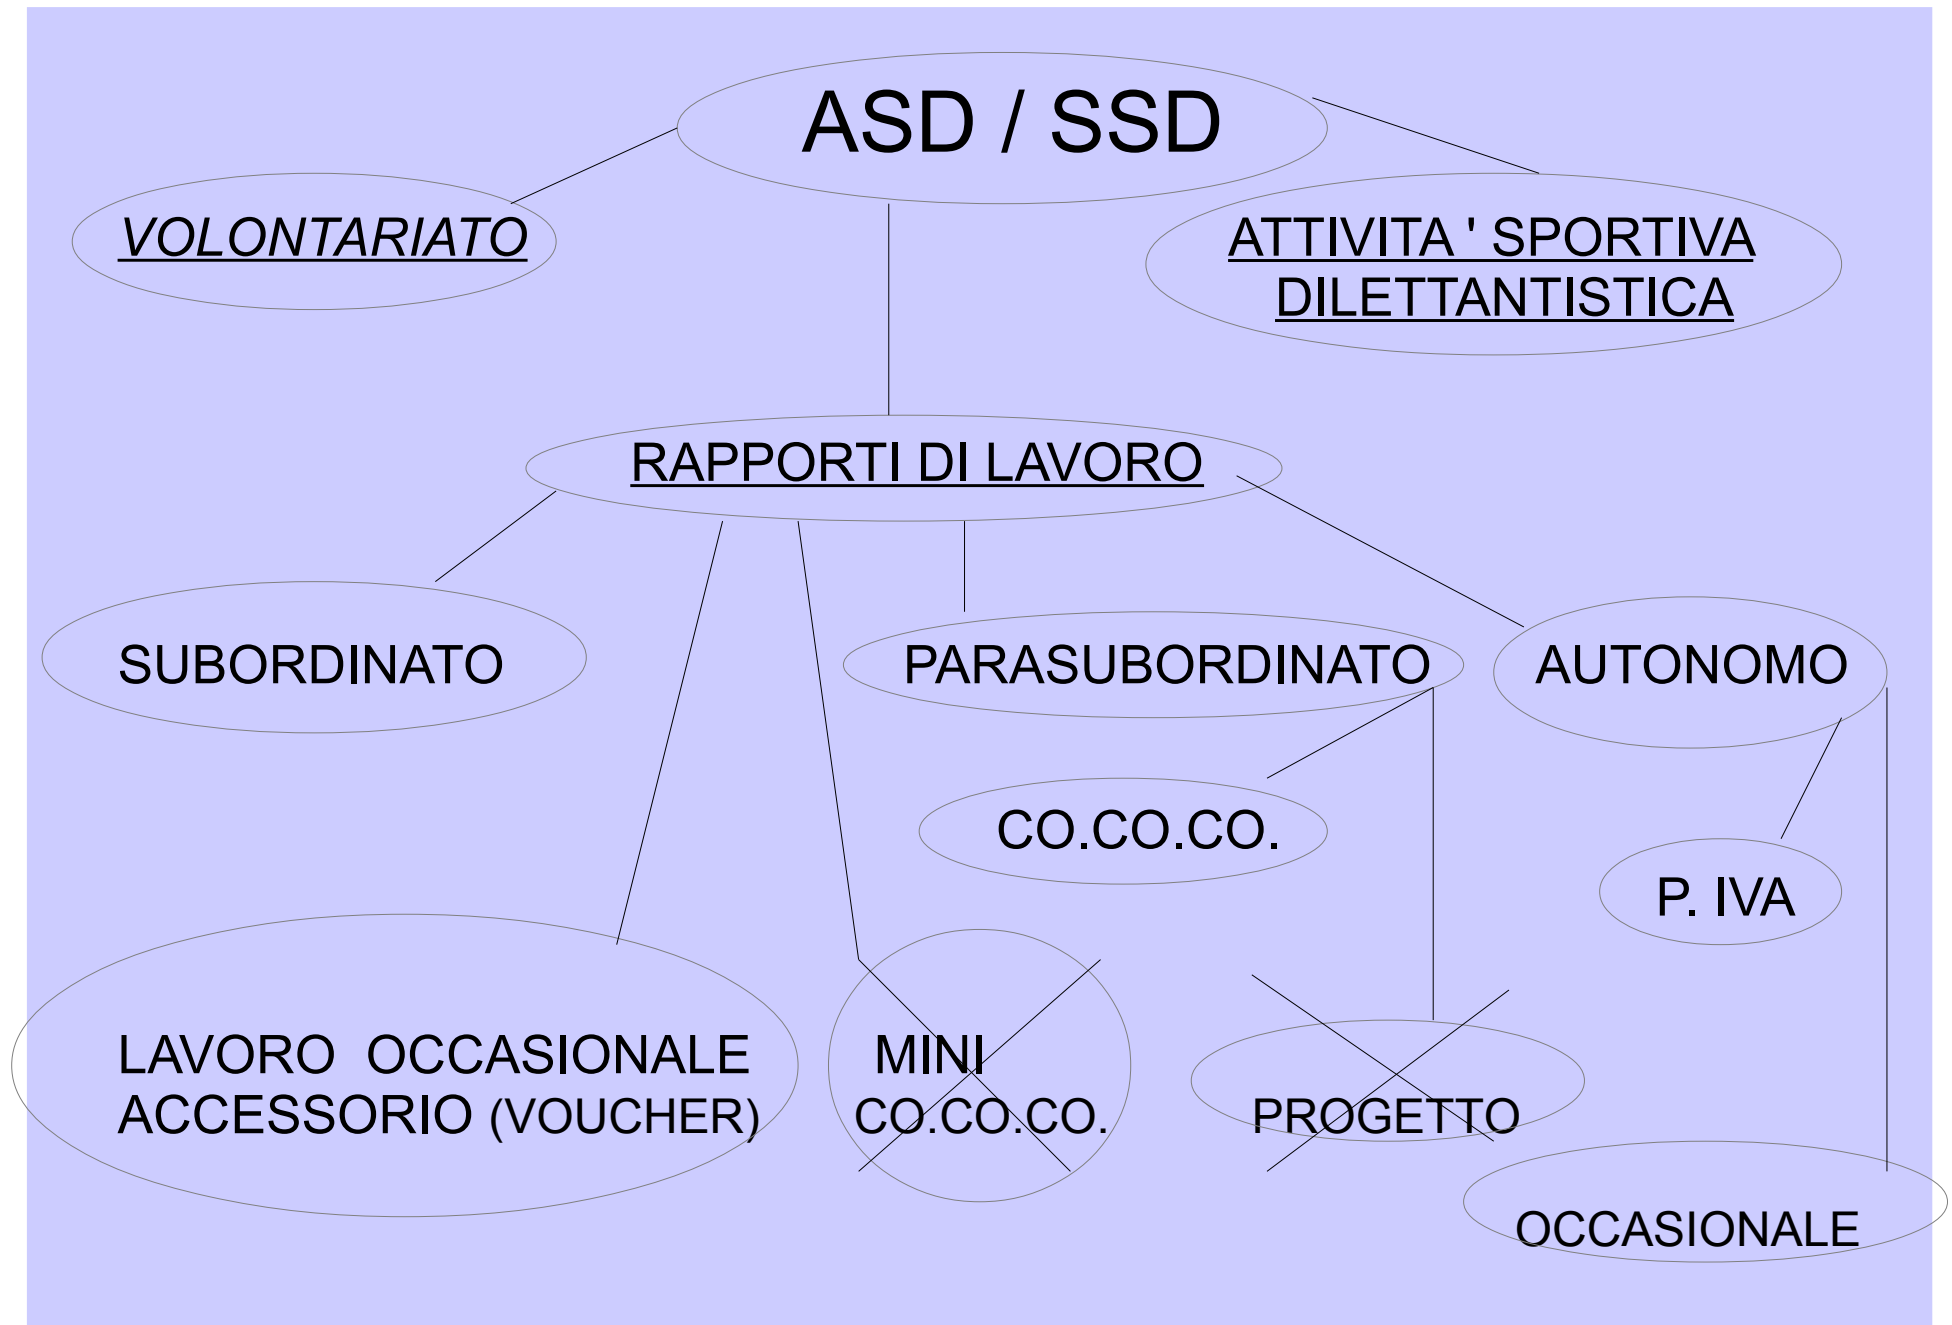 ASD / SSD
VOLONTARIATO
ATTIVITA ' SPORTIVA
DILETTANTISTICA
RAPPORTI DI LAVORO
SUBORDINATO
PARASUBORDINATO
AUTONOMO
CO.CO.CO.
P. IVA
LAVORO OCCASIONALE
ACCESSORIO (VOUCHER)
MINI
CO.CO.CO.
PROGETTO
OCCASIONALE